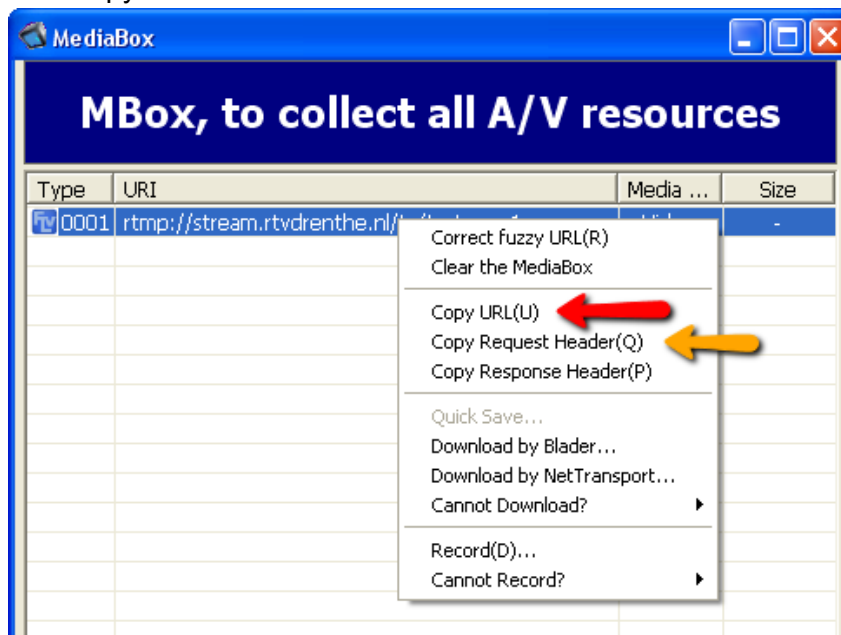 MediaBox
MBox, to collect all A/V resources
Type URI Media ... Size
0001 rtmp://stream.rtvdrenthe.nl/ -
Correct fuzzy URL(R)
Clear the MediaBox
Copy URL(U)
Copy Request Header(Q)
Copy Response Header(P)
Quick Save...
Download by Blader...
Download by NetTransport...
Cannot Download?
Record(D)...
Cannot Record?